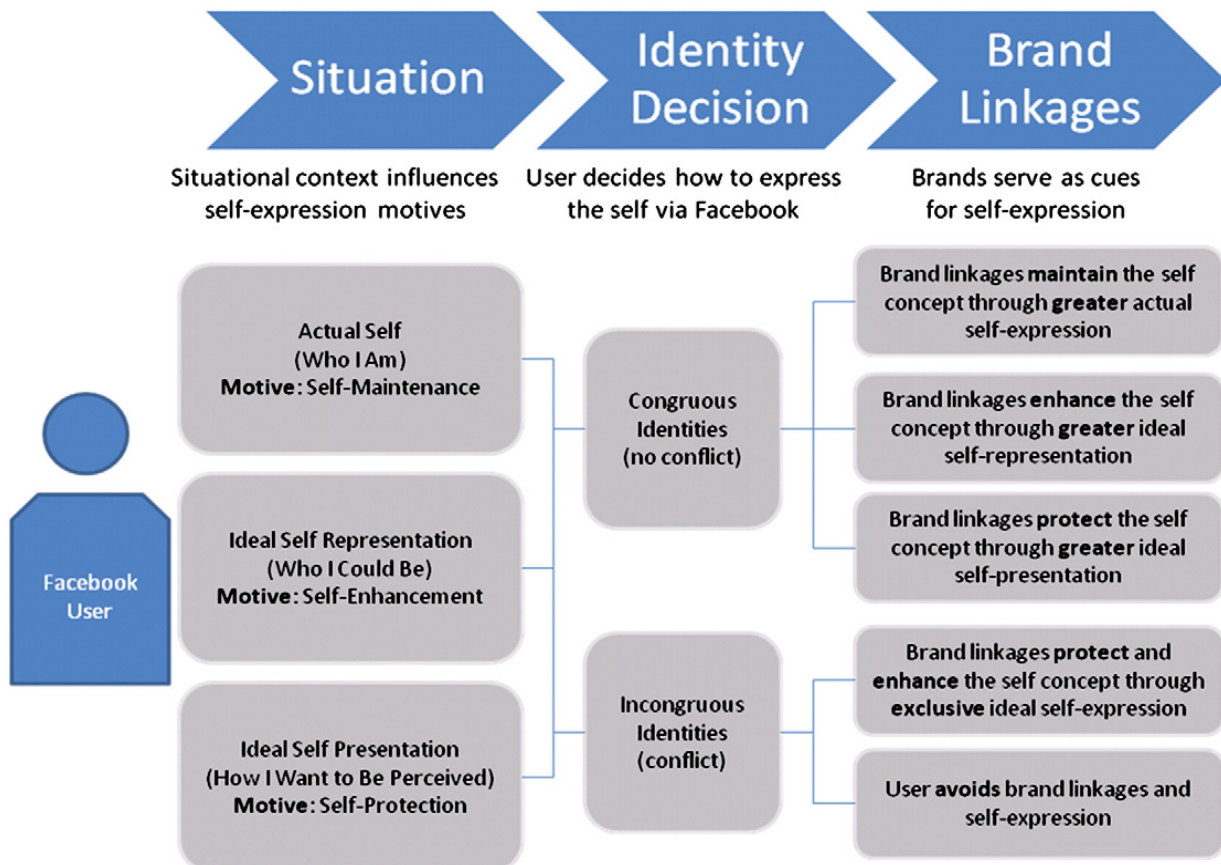 Situation
Identity
Decision
Brand
Linkages
Situational context influences
self-expression motives
User decides how to express
the self via Facebook
Brands serve as cues
for self-expression
Facebook
User
Actual Self
(Who I Am)
Motive: Self-Maintenance
Ideal Self Representation
(Who I Could Be)
Motive: Self-Enhancement
Ideal Self Presentation
(How I Want to Be Perceived)
Motive: Self-Protection
Congruous
Identities
(no conflict)
Incongruous
Identities
(conflict)
Brand linkages maintain the self
concept through greater actual
self-expression
Brand linkages enhance the self
concept through greater ideal
self-representation
Brand linkages protect the self
concept through greater ideal
self-presentation
Brand linkages protect and
enhance the self concept through
exclusive ideal self-expression
User avoids brand linkages and
self-expression